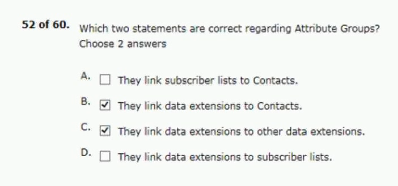 52 of 60. Which two statements are correct regarding Attribute Groups?
Choose 2 answers
A. They link subscriber lists to Contacts.
B. They link data extensions to Contacts.
C. They link data extensions to other data extensions.
D. They link data extensions to subscriber lists.